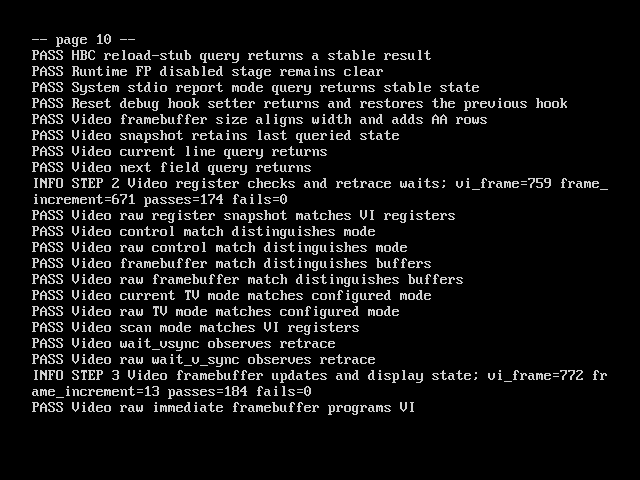 -- page 10 --
PASS HBC reload-stub query returns a stable result
PASS Runtime FP disabled stage remains clear
PASS System stdio report mode query returns stable state
PASS Reset debug hook setter returns and restores the previous hook
PASS Video framebuffer size aligns width and adds AA rows
PASS Video snapshot retains last queried state
PASS Video current line query returns
PASS Video next field query returns
INFO STEP 2 Video register checks and retrace waits; vi_frame=759 frame_
increment=671 passes=174 fails=0
PASS Video raw register snapshot matches VI registers
PASS Video control match distinguishes mode
PASS Video raw control match distinguishes mode
PASS Video framebuffer match distinguishes buffers
PASS Video raw framebuffer match distinguishes buffers
PASS Video current TV mode matches configured mode
PASS Video raw TV mode matches configured mode
PASS Video scan mode matches VI registers
PASS Video wait_vsync observes retrace
PASS Video raw wait_v_sync observes retrace
INFO STEP 3 Video framebuffer updates and display state; vi_frame=772 fr
ame_increment=13 passes=184 fails=0
PASS Video raw immediate framebuffer programs VI